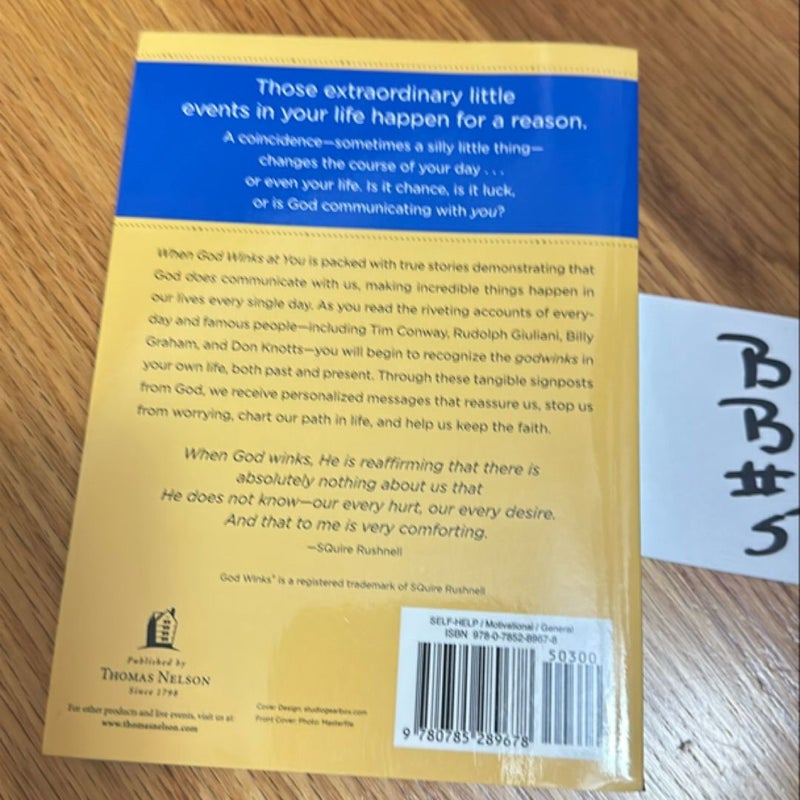 Those extraordinary little
events in your life happen for a reason.
A coincidence—sometimes a silly little thing—
changes the course of your day . . .
or even your life. Is it chance, is it luck,
or is God communicating with you?
When God Winks at You is packed with true stories demonstrating that
God does communicate with us, making incredible things happen in
our lives every single day. As you read the riveting accounts of every-
day and famous people—including Tim Conway, Rudolph Giuliani, Billy
Graham, and Don Knotts—you will begin to recognize the godwinks in
your own life, both past and present. Through these tangible signposts
from God, we receive personalized messages that reassure us, stop us
from worrying, chart our path in life, and help us keep the faith.
When God winks, He is reaffirming that there is
absolutely nothing about us that
He does not know—our every hurt, our every desire.
And that to me is very comforting.
—SQuire Rushnell
God Winks® is a registered trademark of SQuire Rushnell
Published by
THOMAS NELSON
Since 1798
For other products and live events, visit us at
www.thomasnelson.com
Cover Design: studiogearbox.com
Front Cover Photo: Masterfile
SELF-HELP / Motivational / General
ISBN 978-0-7852-8967-8
50300
9 780785 289678
B
B
#
5